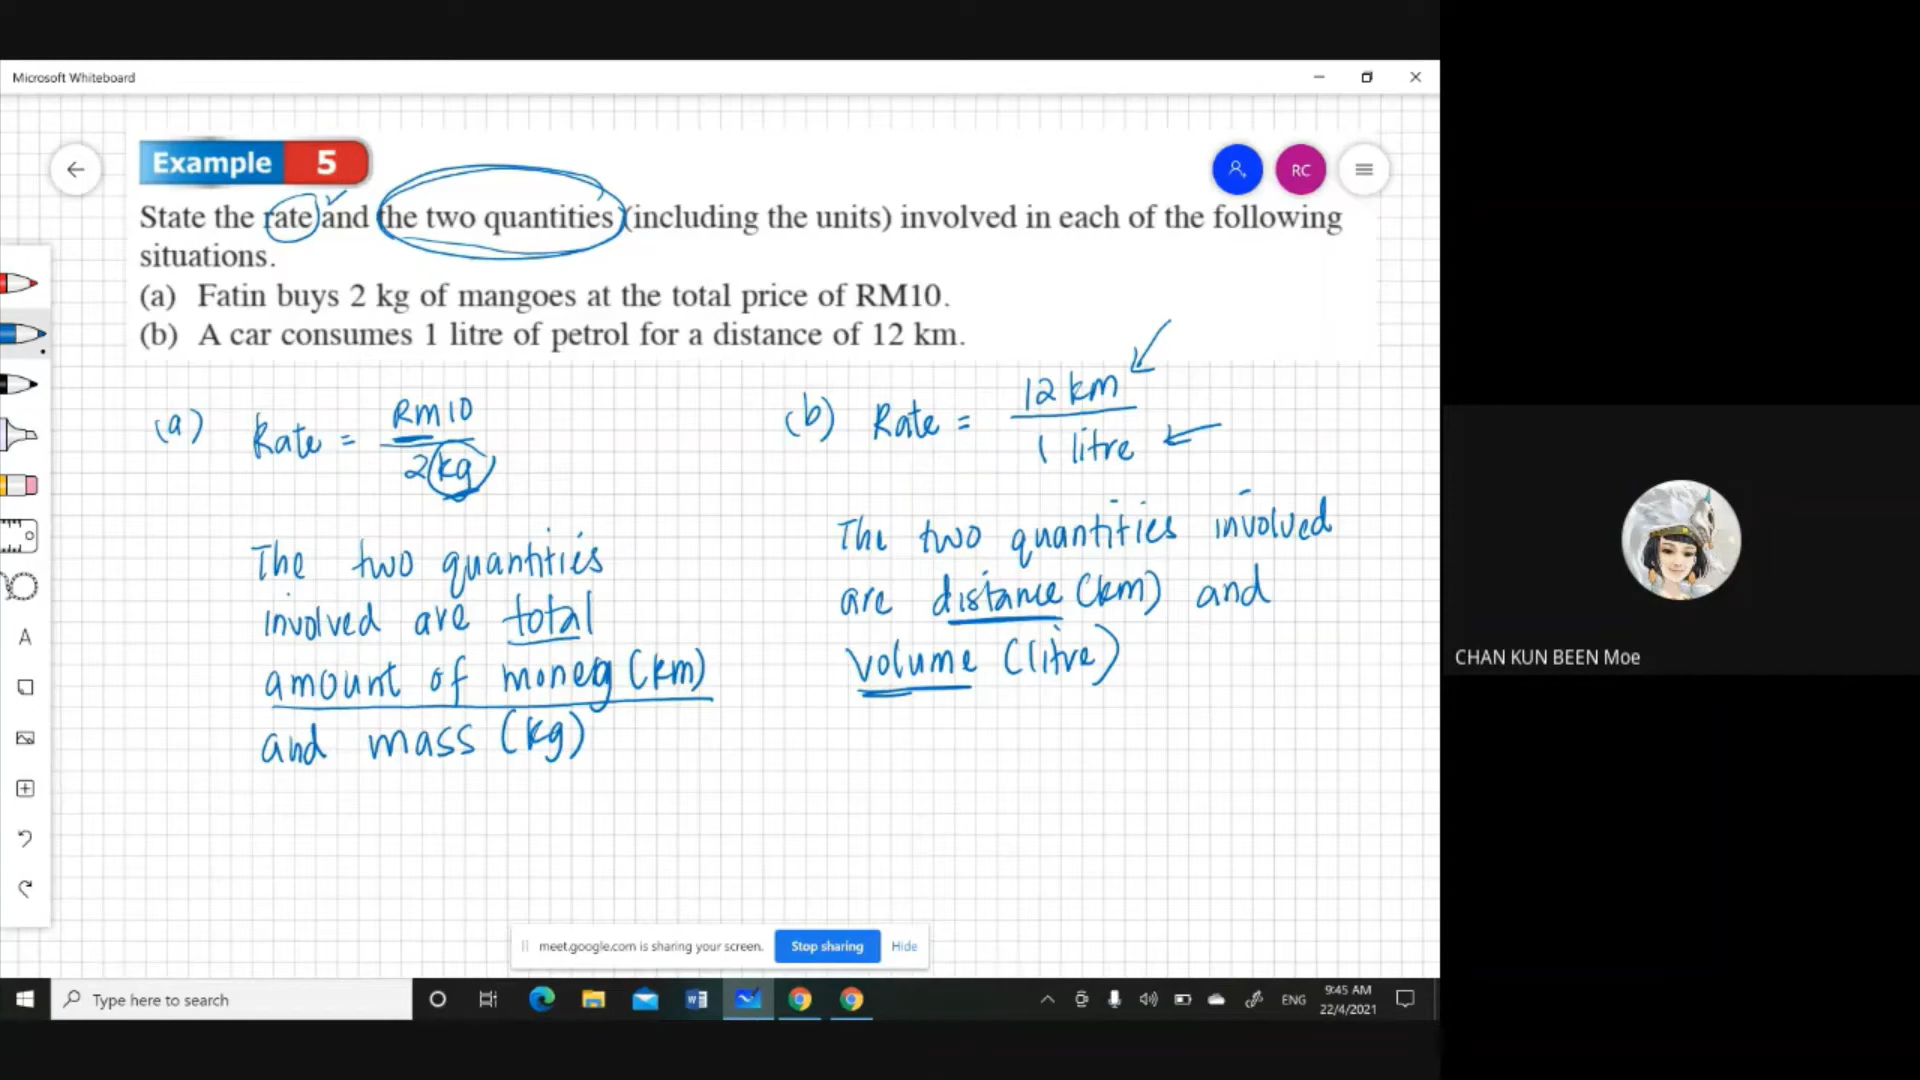 Microsoft Whiteboard
Example 5
RC
State the rate and the two quantities (including the units) involved in each of the following
situations.
(a) Fatin buys 2 kg of mangoes at the total price of RM10.
(b) A car consumes 1 litre of petrol for a distance of 12 km.
(a) Rate = RM10
2 kg
The two quantities
involved are total
amount of money (km)
and mass (kg)
(b) Rate = 12 km
1 litre
The two quantities involved
are distance (km) and
volume (litre)
CHAN KUN BEEN Moe
meet.google.com is sharing your screen. Stop sharing Hide
Type here to search
ENG
9:45 AM
22/4/2021